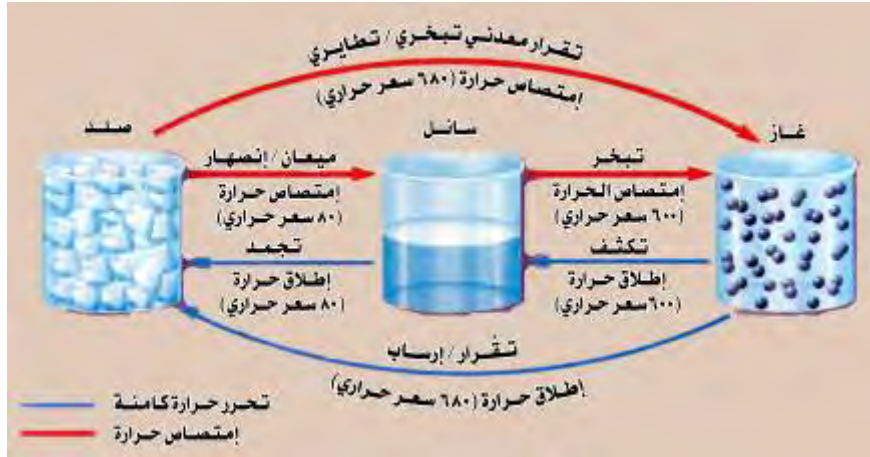 تقرار معدني تبخري / تطايري
إمتصاص حرارة (٦٨٠ سعر حراري)
صلد
سائل
غاز
ميعان / إنصهار
إمتصاص حرارة
(٨٠ سعر حراري)
تجمد
إطلاق حرارة
(٨٠ سعر حراري)
تبخر
إمتصاص الحرارة
(٦٠٠ سعر حراري)
تكثف
إطلاق حرارة
(٦٠٠ سعر حراري)
تقرار / إرساب
إطلاق حرارة (٦٨٠ سعر حراري)
تحرر حرارة كامنة
إمتصاص حرارة